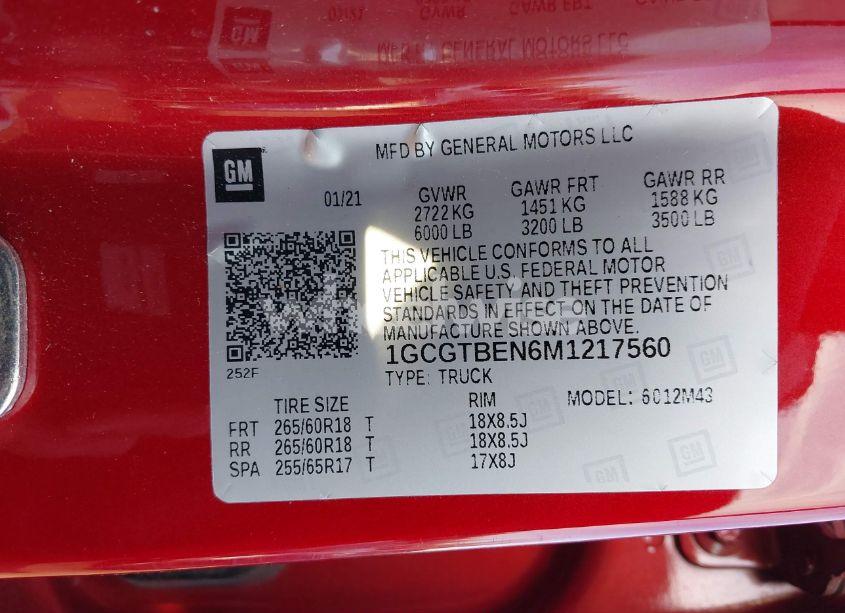 MFD BY GENERAL MOTORS LLC
GM
01/21
GVWR GAWR FRT GAWR RR
2722 KG 1451 KG 1588 KG
6000 LB 3200 LB 3500 LB
THIS VEHICLE CONFORMS TO ALL
APPLICABLE U.S. FEDERAL MOTOR
VEHICLE SAFETY AND THEFT PREVENTION
STANDARDS IN EFFECT ON THE DATE OF
MANUFACTURE SHOWN ABOVE.
1GCGTBEN6M1217560
252F
TYPE: TRUCK MODEL: 6012M43
TIRE SIZE RIM
FRT 265/60R18 T 18X8.5J
RR 265/60R18 T 18X8.5J
SPA 255/65R17 T 17X8J